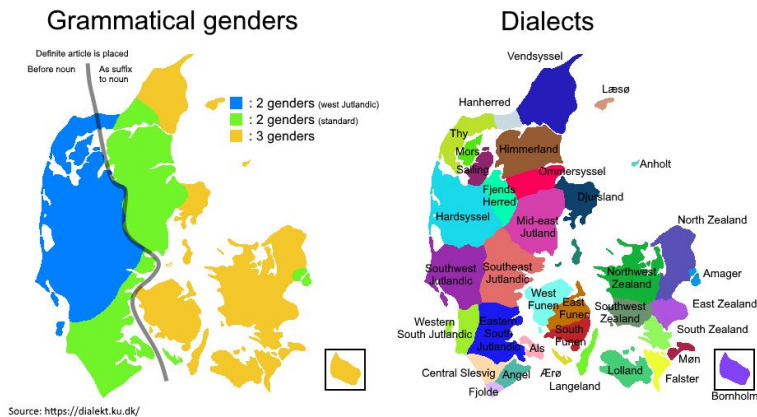 Grammatical genders
Dialects
Definite article is placed
Before noun
As suffix
to noun
: 2 genders (west Jutlandic)
: 2 genders (standard)
: 3 genders
Vendsyssel
Læsø
Hanherred
Thy
Mors
Salling
Himmerland
Ommersyssel
Anholt
Fjends
Herred
Djursland
Hardsyssel
Mid-east
Jutland
North Zealand
Southwest
Jutlandic
Southeast
Jutlandic
Northwest
Zealand
Amager
West
Funen
East
Funen
Southwest
Zealand
East Zealand
Western
South Jutlandic
Eastern
South
Jutlandic
South
Funen
South Zealand
Als
Møn
Central Slesvig
Angel
Ærø
Lolland
Langeland
Falster
Fjolde
Bornholm
Source: https://dialekt.ku.dk/